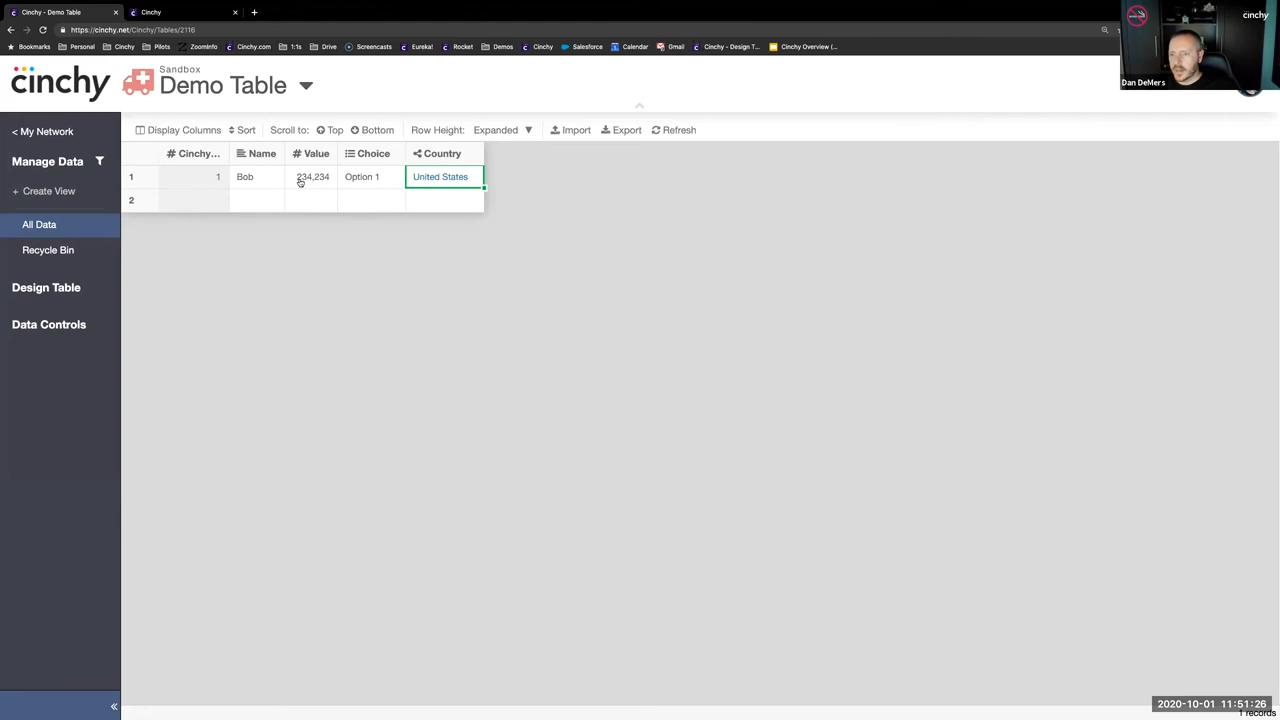 Cinchy - Demo Table
Cinchy
https://cinchy.net/Cinchy/Tables/2116
Bookmarks Personal Cinchy Pilots ZoomInfo Cinchy.com 1:1s Drive Screencasts Eureka! Rocket Demos Cinchy Salesforce Calendar Gmail Cinchy - Design T... Cinchy Overview (...
cinchy
Dan DeMers
cinchy
Sandbox
Demo Table
< My Network
Manage Data
+ Create View
All Data
Recycle Bin
Design Table
Data Controls
Display Columns Sort Scroll to: Top Bottom Row Height: Expanded ▼ Import Export Refresh
# Cinchy... Name # Value Choice Country
1 1 Bob 234,234 Option 1 United States
2
«
2020-10-01 11:51:26
1 records